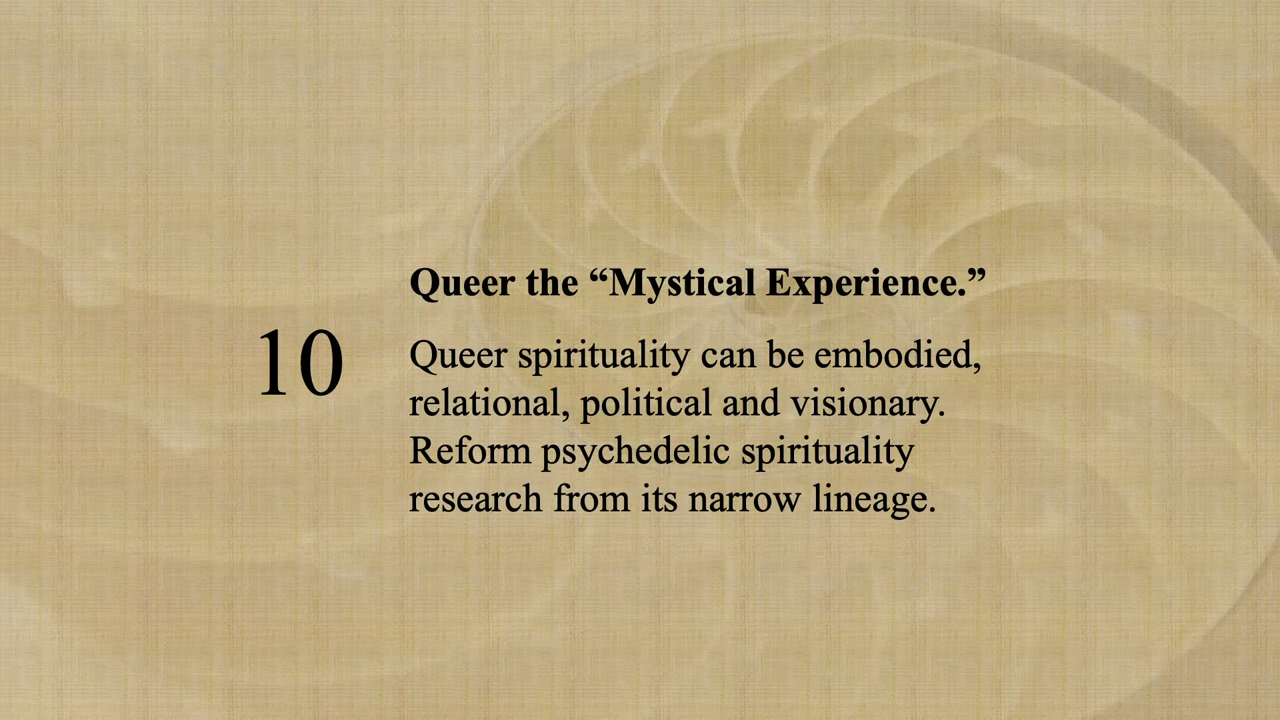 Queer the “Mystical Experience.”
10
Queer spirituality can be embodied,
relational, political and visionary.
Reform psychedelic spirituality
research from its narrow lineage.